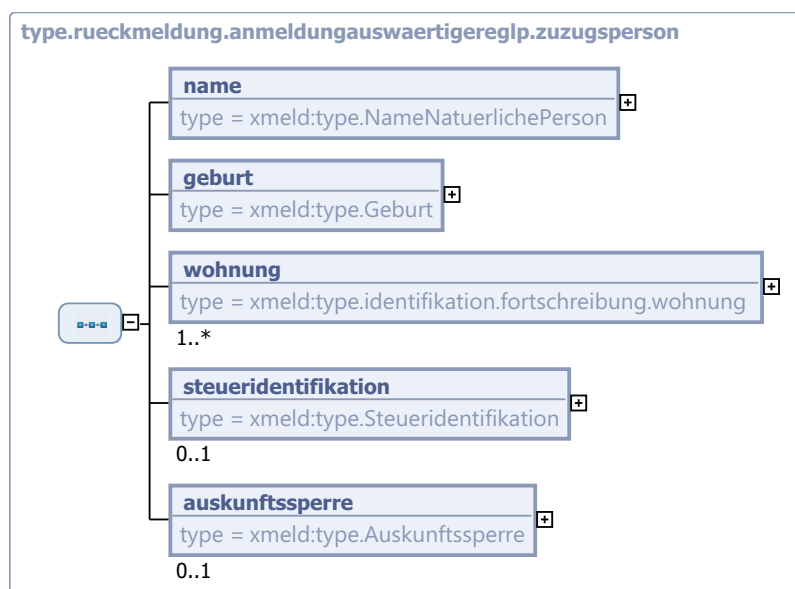 type.rueckmeldung.anmeldungauswaertigereglp.zuzugsperson
name
type = xmeld:type.NameNatuerlichePerson
geburt
type = xmeld:type.Geburt
wohnung
type = xmeld:type.identifikation.fortschreibung.wohnung
1..*
steueridentifikation
type = xmeld:type.Steueridentifikation
0..1
auskunftssperre
type = xmeld:type.Auskunftssperre
0..1